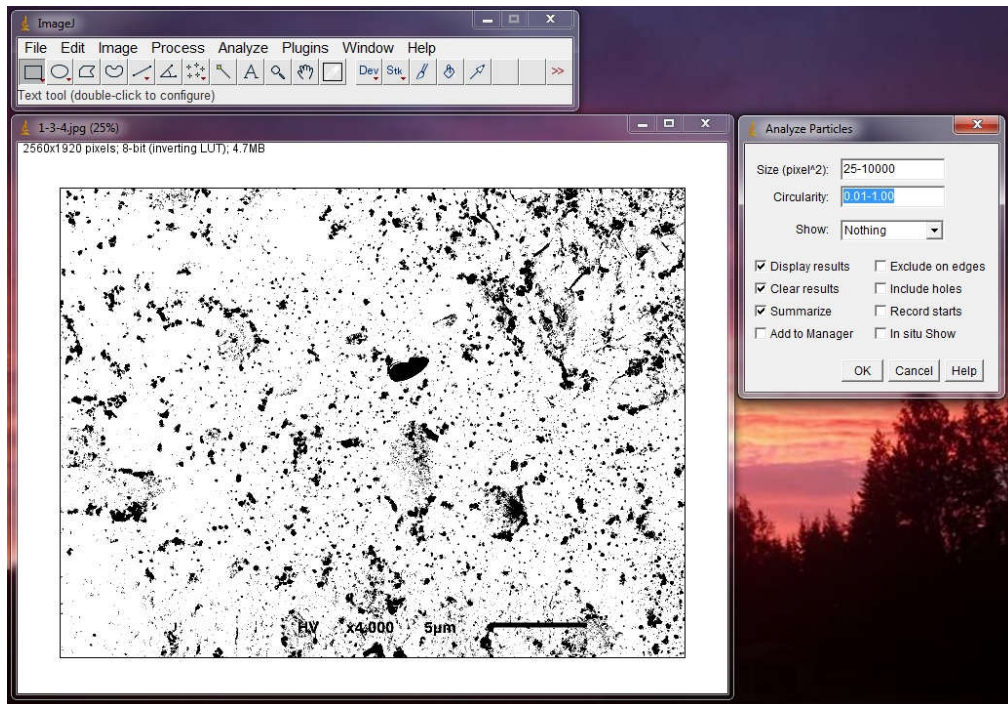 ImageJ
File Edit Image Process Analyze Plugins Window Help
A Dev Stk >>
Text tool (double-click to configure)
1-3-4.jpg (25%)
2560x1920 pixels; 8-bit (inverting LUT); 4.7MB
HV x4,000 5μm
Analyze Particles
Size (pixel^2): 25-10000
Circularity: 0.01-1.00
Show: Nothing
Display results Exclude on edges
Clear results Include holes
Summarize Record starts
Add to Manager In situ Show
OK Cancel Help